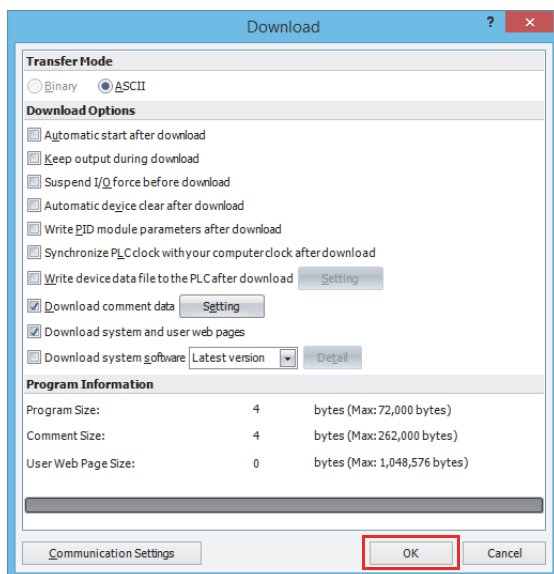 Download ? ×
Transfer Mode
Binary ASCII
Download Options
Automatic start after download
Keep output during download
Suspend I/O force before download
Automatic device clear after download
Write PID module parameters after download
Synchronize PLC clock with your computer clock after download
Write device data file to the PLC after download Setting
Download comment data Setting
Download system and user web pages
Download system software Latest version Detail
Program Information
Program Size: 4 bytes (Max: 72,000 bytes)
Comment Size: 4 bytes (Max: 262,000 bytes)
User Web Page Size: 0 bytes (Max: 1,048,576 bytes)
Communication Settings OK Cancel